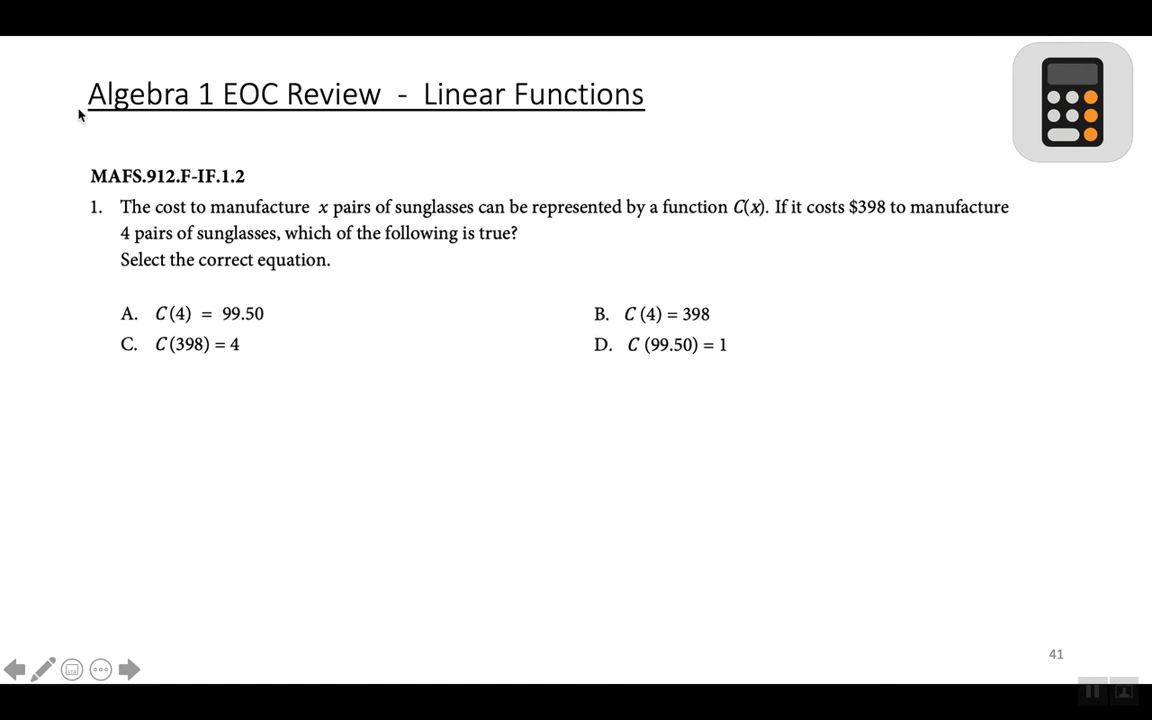 Algebra 1 EOC Review - Linear Functions
MAFS.912.F-IF.1.2
1. The cost to manufacture x pairs of sunglasses can be represented by a function C(x). If it costs $398 to manufacture
4 pairs of sunglasses, which of the following is true?
Select the correct equation.
A. C (4) = 99.50
B. C (4) = 398
C. C (398) = 4
D. C (99.50) = 1
41